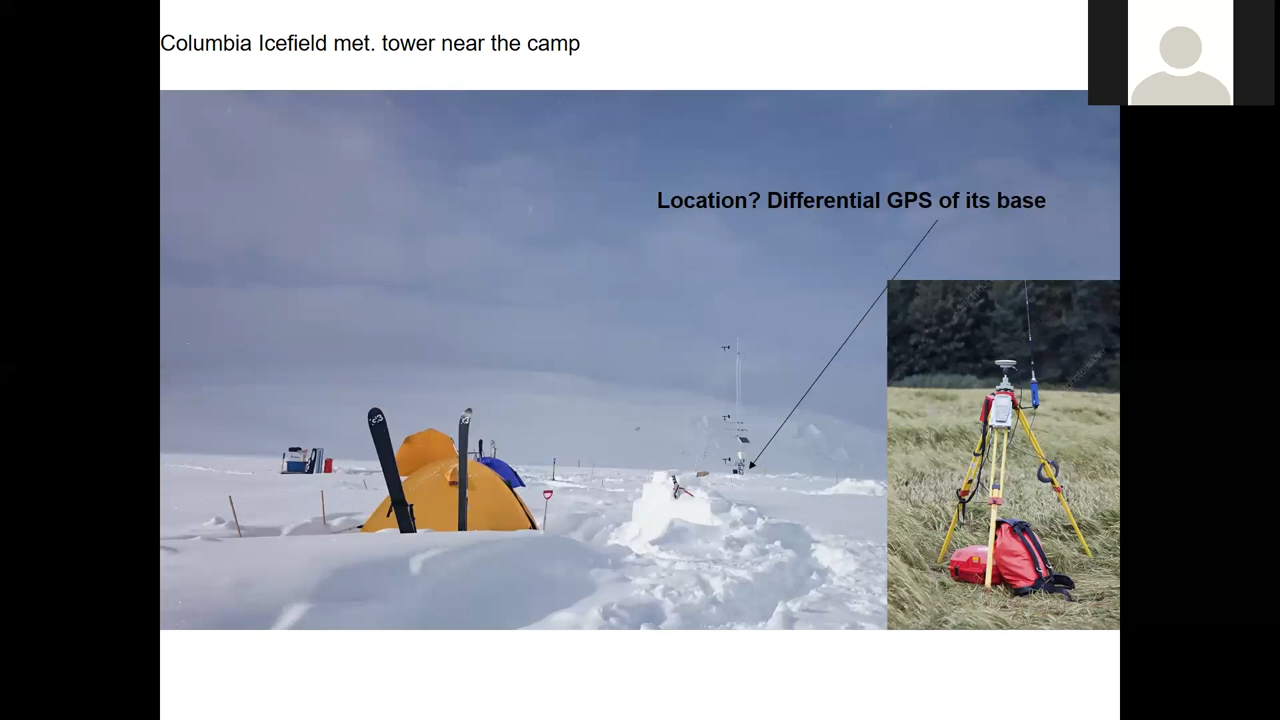 Columbia Icefield met. tower near the camp
Location? Differential GPS of its base